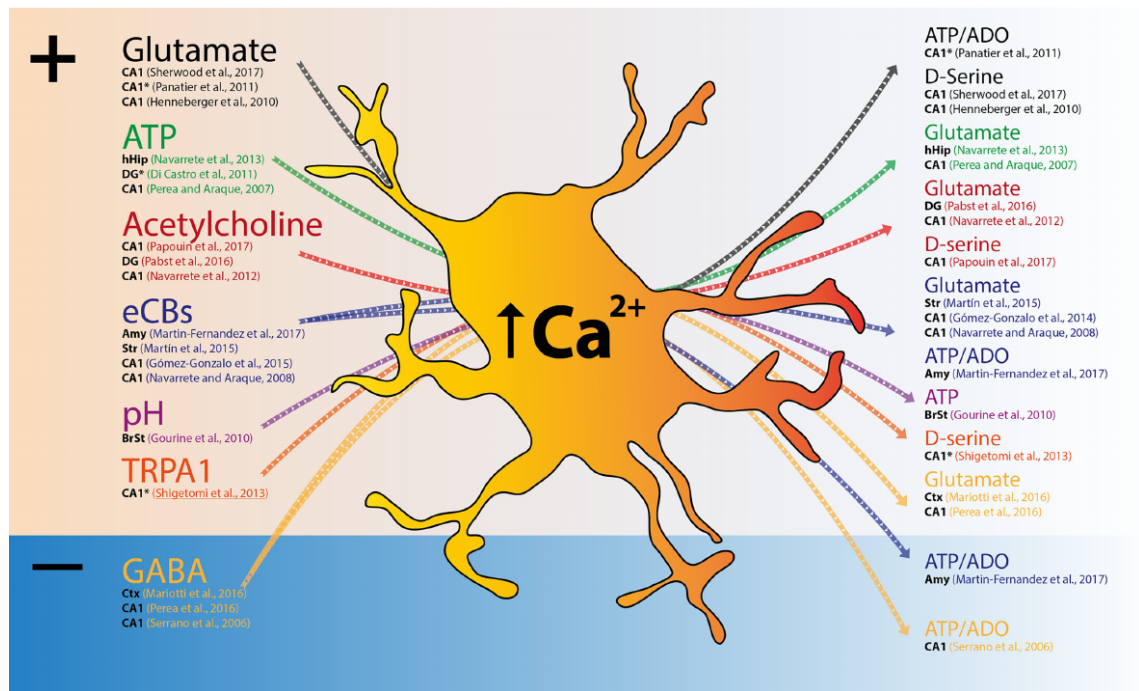 +
Glutamate
CA1 (Sherwood et al., 2017)
CA1* (Panatier et al., 2011)
CA1 (Henneberger et al., 2010)
ATP
hHip (Navarrete et al., 2013)
DG* (Di Castro et al., 2011)
CA1 (Perea and Araque, 2007)
Acetylcholine
CA1 (Papouin et al., 2017)
DG (Pabst et al., 2016)
CA1 (Navarrete et al., 2012)
eCBs
Amy (Martin-Fernandez et al., 2017)
Str (Martín et al., 2015)
CA1 (Gómez-Gonzalo et al., 2015)
CA1 (Navarrete and Araque, 2008)
pH
BrSt (Gourine et al., 2010)
TRPA1
CA1* (Shigetomi et al., 2013)
−
GABA
Ctx (Mariotti et al., 2016)
CA1 (Perea et al., 2016)
CA1 (Serrano et al., 2006)
↑Ca2+
ATP/ADO
CA1* (Panatier et al., 2011)
D-Serine
CA1 (Sherwood et al., 2017)
CA1 (Henneberger et al., 2010)
Glutamate
hHip (Navarrete et al., 2013)
CA1 (Perea and Araque, 2007)
Glutamate
DG (Pabst et al., 2016)
CA1 (Navarrete et al., 2012)
D-serine
CA1 (Papouin et al., 2017)
Glutamate
Str (Martín et al., 2015)
CA1 (Gómez-Gonzalo et al., 2014)
CA1 (Navarrete and Araque, 2008)
ATP/ADO
Amy (Martin-Fernandez et al., 2017)
ATP
BrSt (Gourine et al., 2010)
D-serine
CA1* (Shigetomi et al., 2013)
Glutamate
Ctx (Mariotti et al., 2016)
CA1 (Perea et al., 2016)
ATP/ADO
Amy (Martin-Fernandez et al., 2017)
ATP/ADO
CA1 (Serrano et al., 2006)